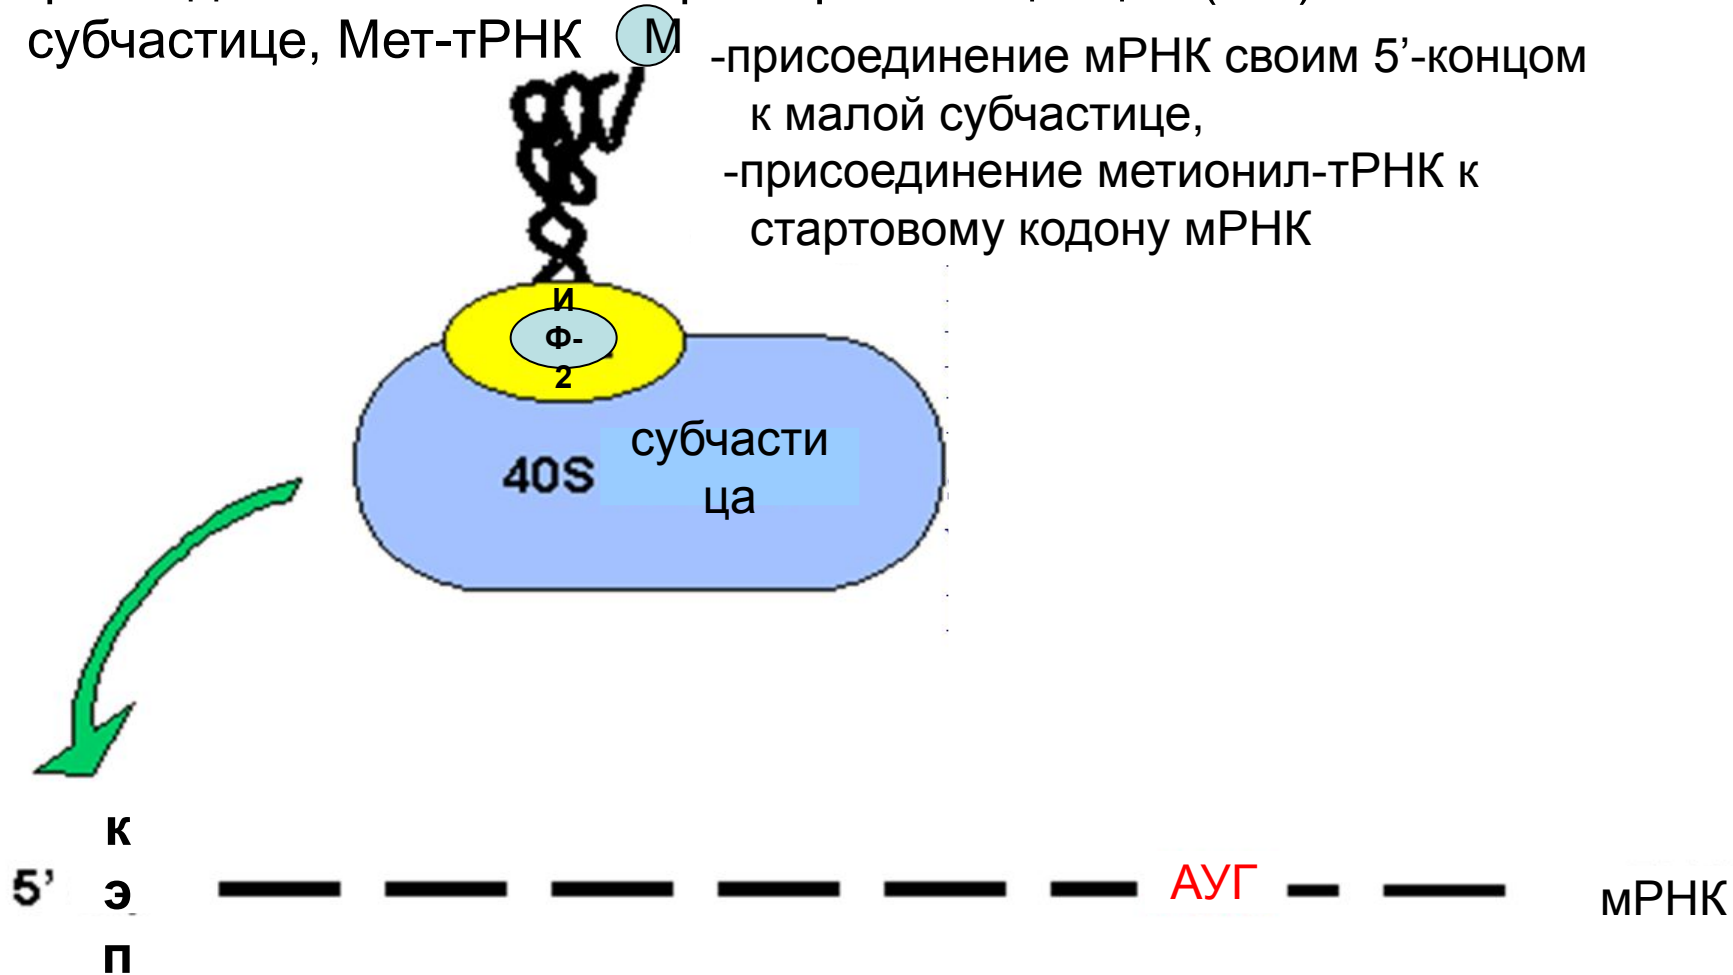 субчастице, Мет-тРНК
М
-присоединение мРНК своим 5’-концом
к малой субчастице,
-присоединение метионил-тРНК к
стартовому кодону мРНК
И
Ф-
2
субчасти
40S
ца
к
5’ э АУГ мРНК
п